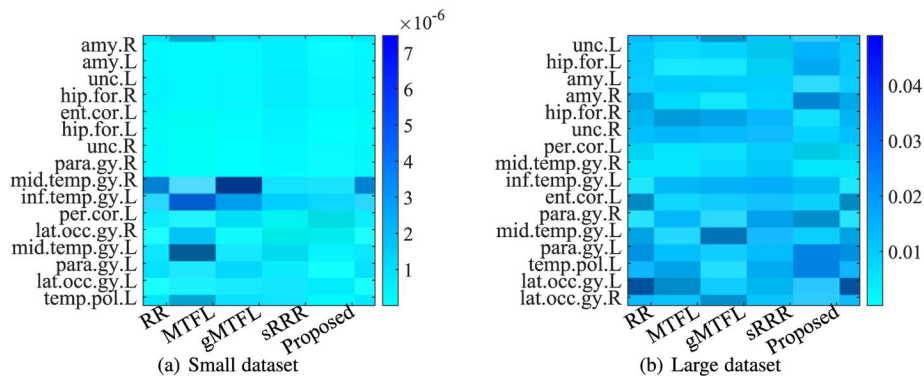 ×10⁻⁶
amy.R
amy.L
unc.L
hip.for.R
ent.cor.L
hip.for.L
unc.R
para.gy.R
mid.temp.gy.R
inf.temp.gy.L
per.cor.L
lat.occ.gy.R
mid.temp.gy.L
para.gy.L
lat.occ.gy.L
temp.pol.L
RR
MTFL
gMTFL
sRRR
Proposed
7
6
5
4
3
2
1
(a) Small dataset
unc.L
hip.for.L
amy.L
amy.R
hip.for.R
unc.R
per.cor.L
mid.temp.gy.R
inf.temp.gy.L
ent.cor.L
para.gy.R
mid.temp.gy.L
para.gy.L
temp.pol.L
lat.occ.gy.L
lat.occ.gy.R
RR
MTFL
gMTFL
sRRR
Proposed
0.04
0.03
0.02
0.01
(b) Large dataset